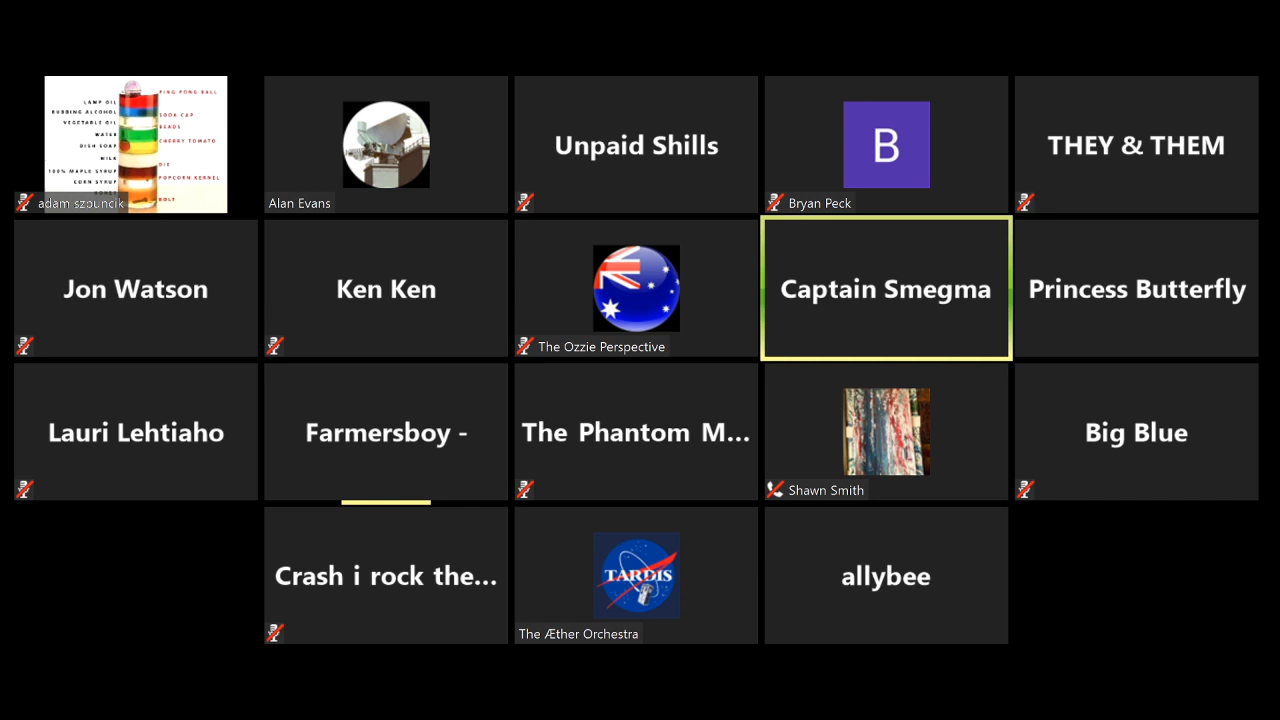 PING PONG BALL
LAMP OIL
RUBBING ALCOHOL
SODA CAP
VEGETABLE OIL
BEADS
WATER
CHERRY TOMATO
DISH SOAP
MILK
DIE
100% MAPLE SYRUP
POPCORN KERNEL
CORN SYRUP
BOLT
adam szpuncik
Alan Evans
Unpaid Shills
B
Bryan Peck
THEY & THEM
Jon Watson
Ken Ken
The Ozzie Perspective
Captain Smegma
Princess Butterfly
Lauri Lehtiaho
Farmersboy -
The Phantom M...
Shawn Smith
Big Blue
Crash i rock the...
TARDIS
The Æther Orchestra
allybee